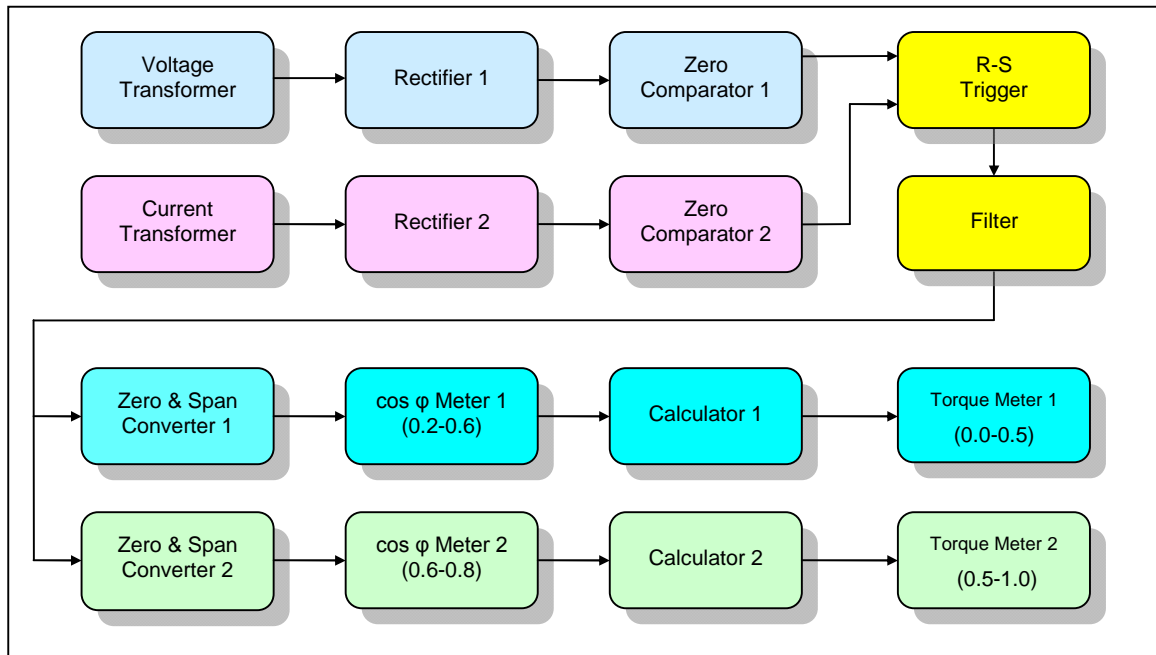 Voltage
Transformer
Rectifier 1
Zero
Comparator 1
R-S
Trigger
Current
Transformer
Rectifier 2
Zero
Comparator 2
Filter
Zero & Span
Converter 1
cos φ Meter 1
(0.2-0.6)
Calculator 1
Torque Meter 1
(0.0-0.5)
Zero & Span
Converter 2
cos φ Meter 2
(0.6-0.8)
Calculator 2
Torque Meter 2
(0.5-1.0)